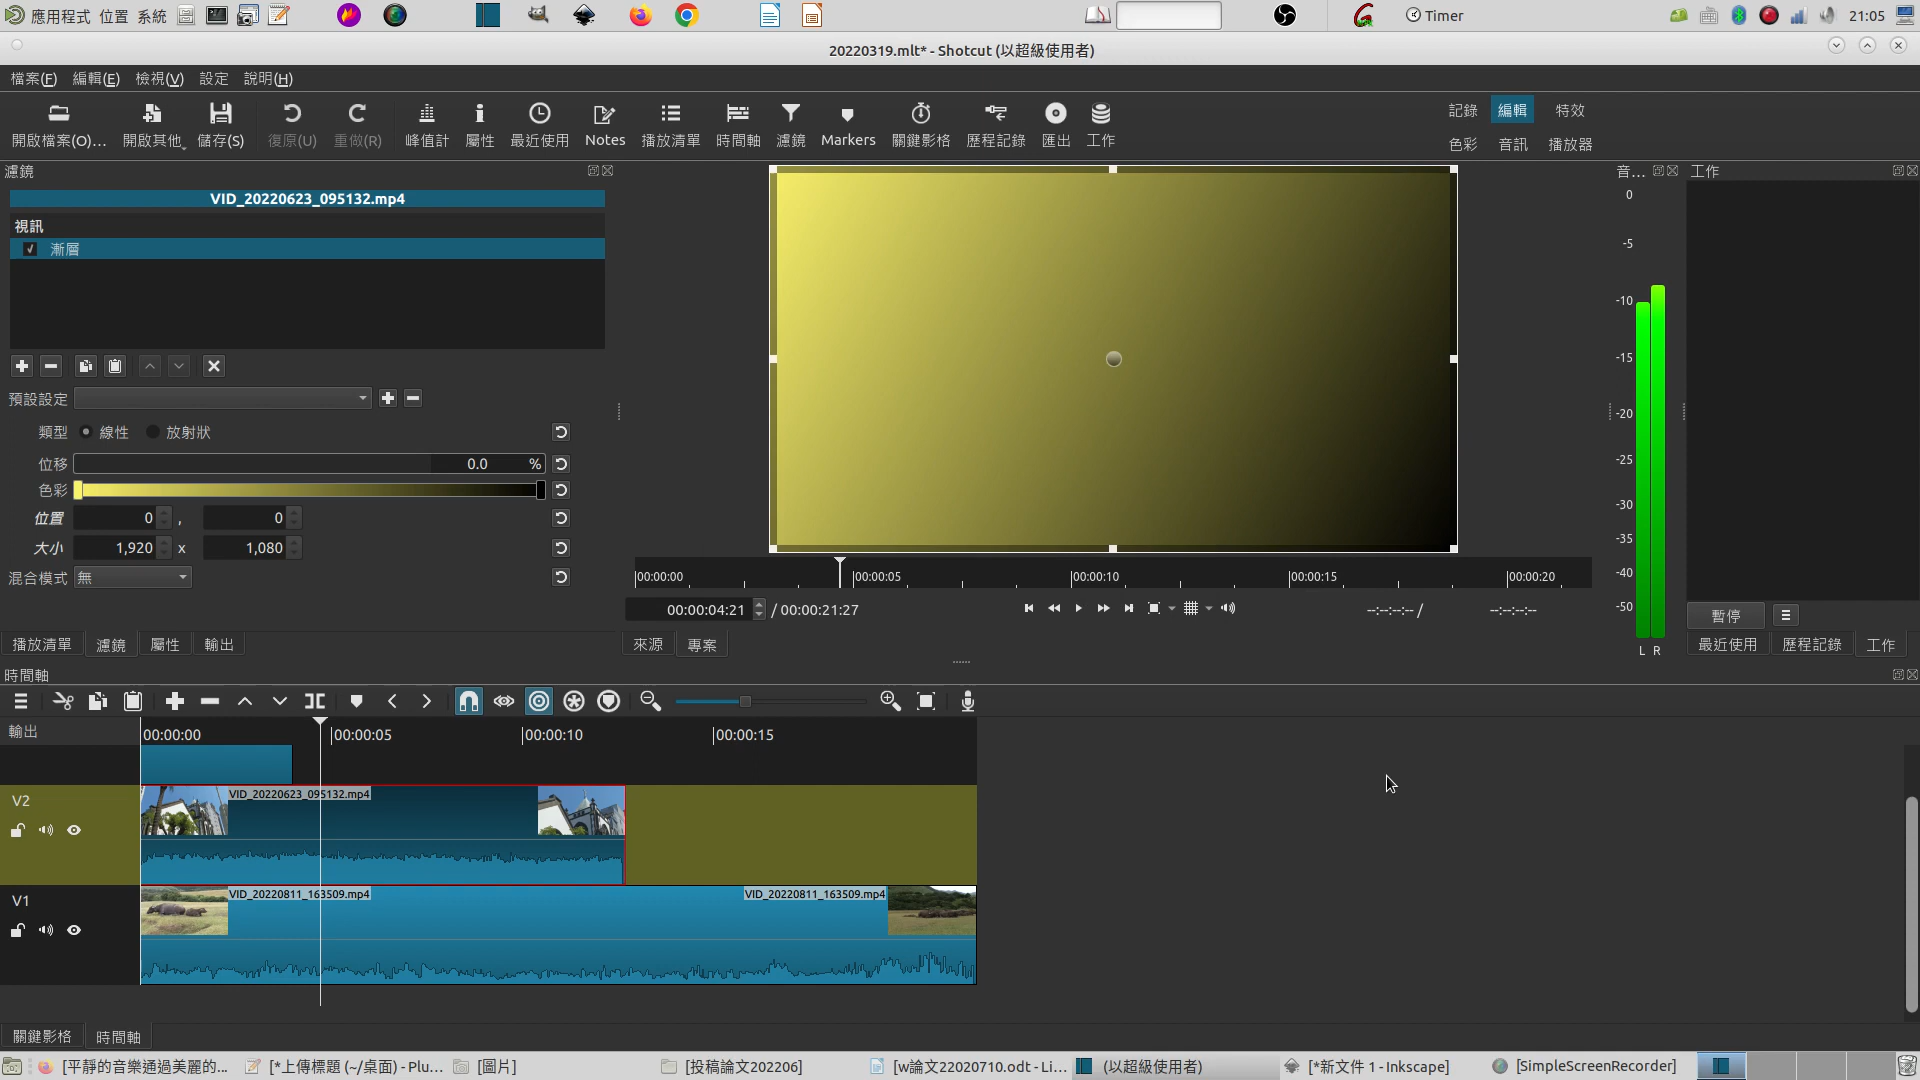 應用程式 位置 系統
Timer
21:05
20220319.mlt* - Shotcut (以超級使用者)
檔案(F) 編輯(E) 檢視(V) 設定 說明(H)
開啟檔案(O)... 開啟其他 儲存(S) 復原(U) 重做(R) 峰值計 屬性 最近使用 Notes 播放清單 時間軸 濾鏡 Markers 關鍵影格 歷程記錄 匯出 工作
記錄 編輯 特效
色彩 音訊 播放器
濾鏡
音... 工作
VID_20220623_095132.mp4
視訊
漸層
預設設定
類型 線性 放射狀
位移 0.0 %
色彩
位置 0 , 0
大小 1,920 x 1,080
混合模式 無
播放清單 濾鏡 屬性 輸出
00:00:00 00:00:05 00:00:10 00:00:15 00:00:20
00:00:04:21 / 00:00:21:27 --:--:--:-- / --:--:--:--
來源 專案
0
-5
-10
-15
-20
-25
-30
-35
-40
-50
L R
暫停
最近使用 歷程記錄 工作
時間軸
輸出
00:00:00 00:00:05 00:00:10 00:00:15
V2
VID_20220623_095132.mp4
V1
VID_20220811_163509.mp4 VID_20220811_163509.mp4
關鍵影格 時間軸
[平靜的音樂通過美麗的... [*上傳標題 (~/桌面) - Plu... [圖片] [投稿論文202206] [w論文22020710.odt - Li... (以超級使用者) [*新文件 1 - Inkscape] [SimpleScreenRecorder]